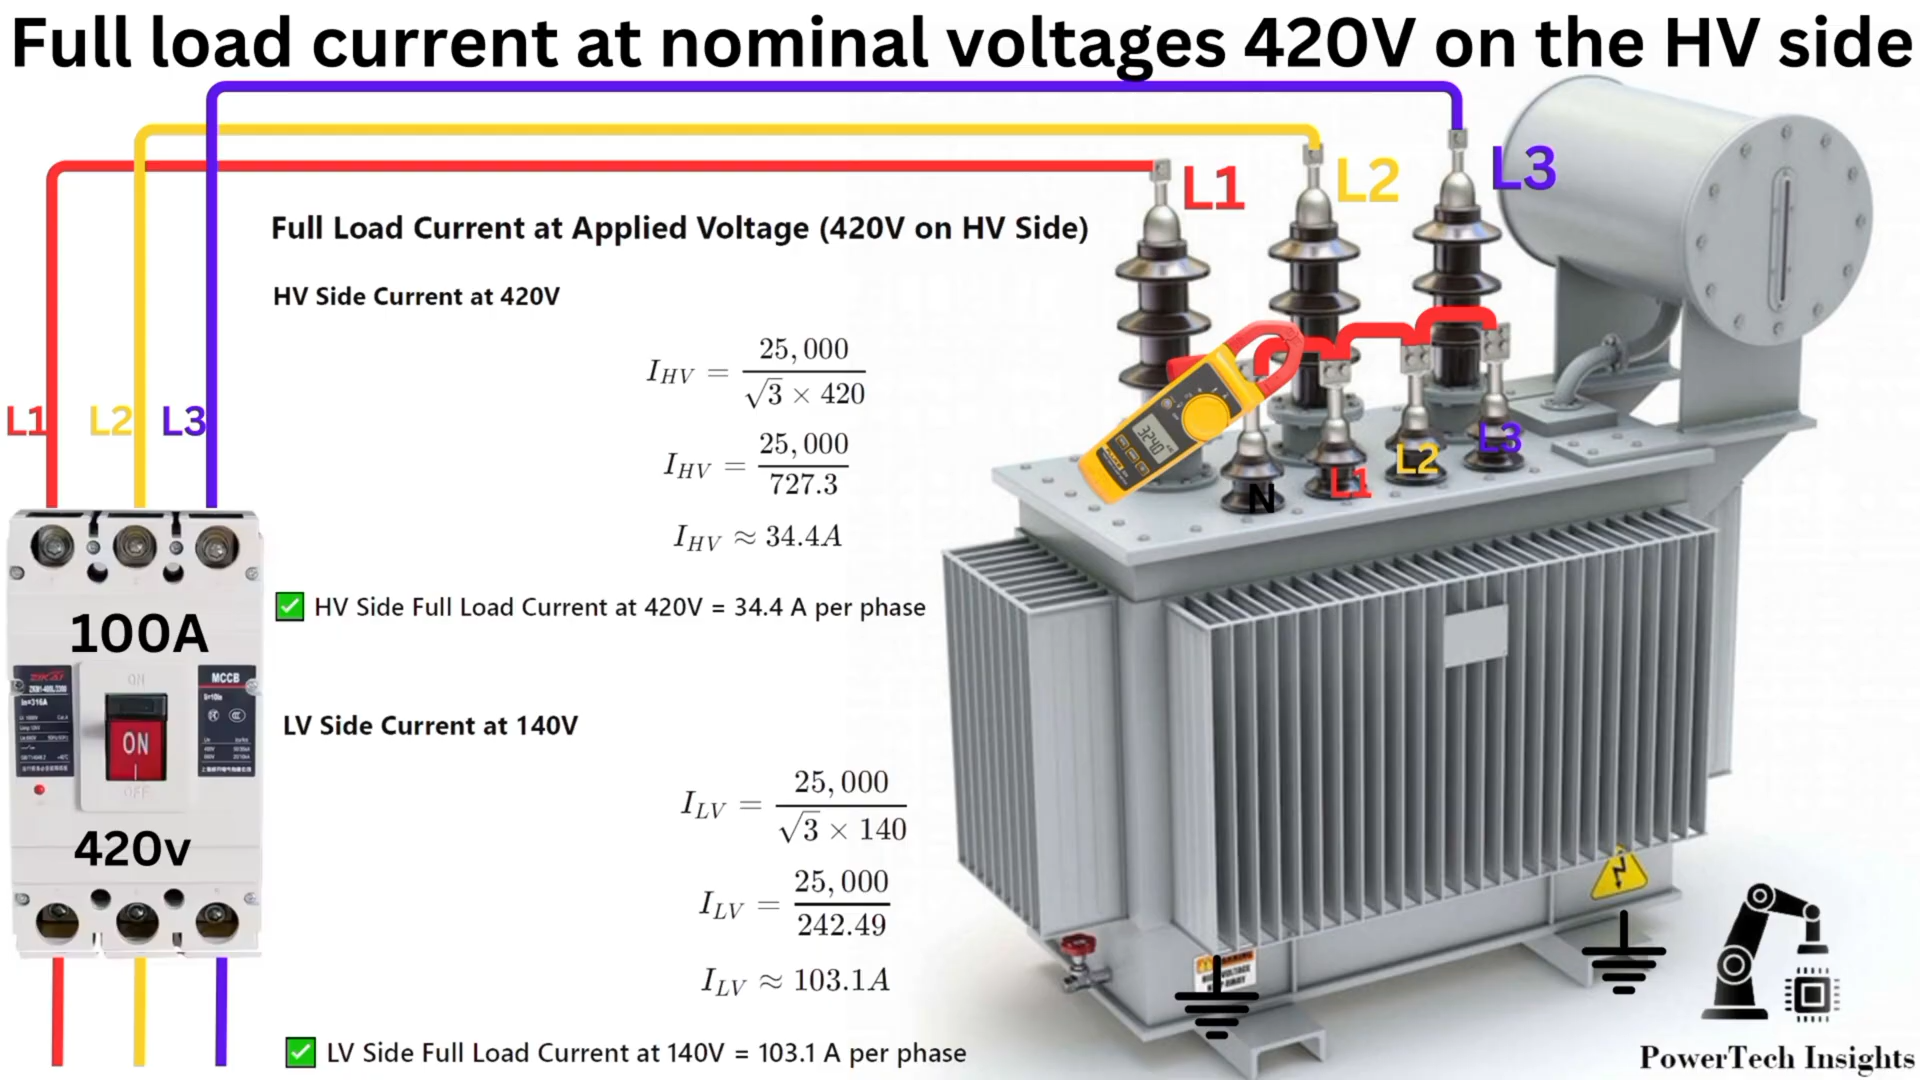 Full load current at nominal voltages 420V on the HV side
L1
L2
L3
Full Load Current at Applied Voltage (420V on HV Side)
HV Side Current at 420V
I_HV = 25,000 / √3 × 420
I_HV = 25,000 / 727.3
I_HV ≈ 34.4A
✅ HV Side Full Load Current at 420V = 34.4 A per phase
LV Side Current at 140V
I_LV = 25,000 / √3 × 140
I_LV = 25,000 / 242.49
I_LV ≈ 103.1A
✅ LV Side Full Load Current at 140V = 103.1 A per phase
L1 L2 L3
100A
ON
MCCB
In=316A
ON
OFF
420v
N
L1
L2
L3
PowerTech Insights